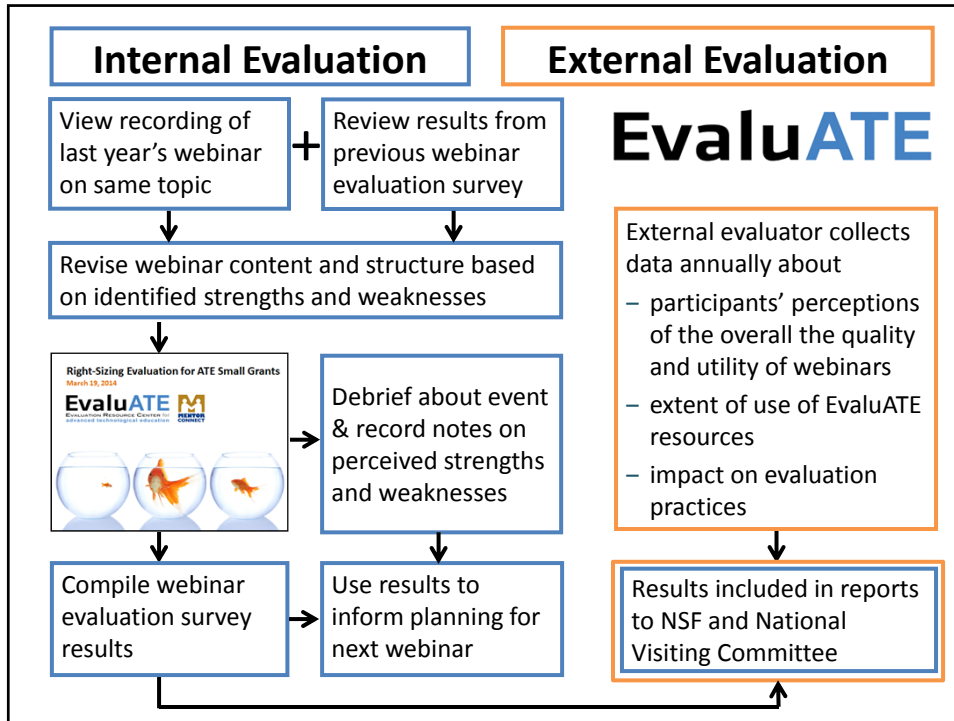 Internal Evaluation
External Evaluation
View recording of
last year's webinar
on same topic
+
Review results from
previous webinar
evaluation survey
Revise webinar content and structure based
on identified strengths and weaknesses
Right-Sizing Evaluation for ATE Small Grants
March 19, 2014
EvaluATE
EVALUATION RESOURCE CENTER for
advanced technological education
MENTOR
CONNECT
Debrief about event
& record notes on
perceived strengths
and weaknesses
Compile webinar
evaluation survey
results
Use results to
inform planning for
next webinar
EvaluATE
External evaluator collects
data annually about
– participants' perceptions
of the overall the quality
and utility of webinars
– extent of use of EvaluATE
resources
– impact on evaluation
practices
Results included in reports
to NSF and National
Visiting Committee